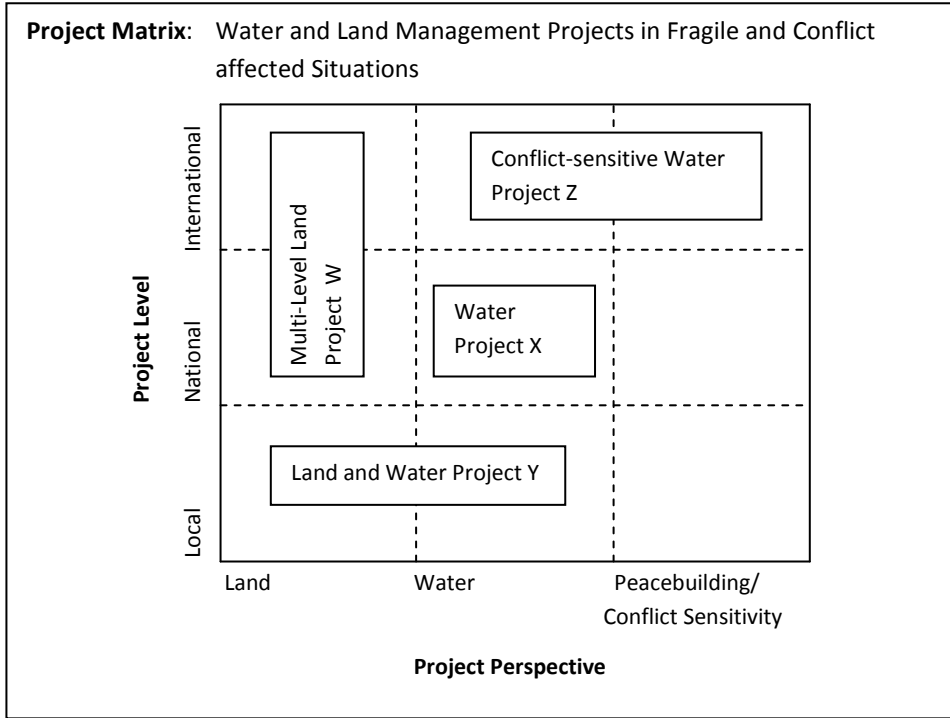 Project Matrix: Water and Land Management Projects in Fragile and Conflict
affected Situations
Project Level
International
National
Local
Multi-Level Land
Project W
Conflict-sensitive Water
Project Z
Water
Project X
Land and Water Project Y
Land
Water
Peacebuilding/
Conflict Sensitivity
Project Perspective